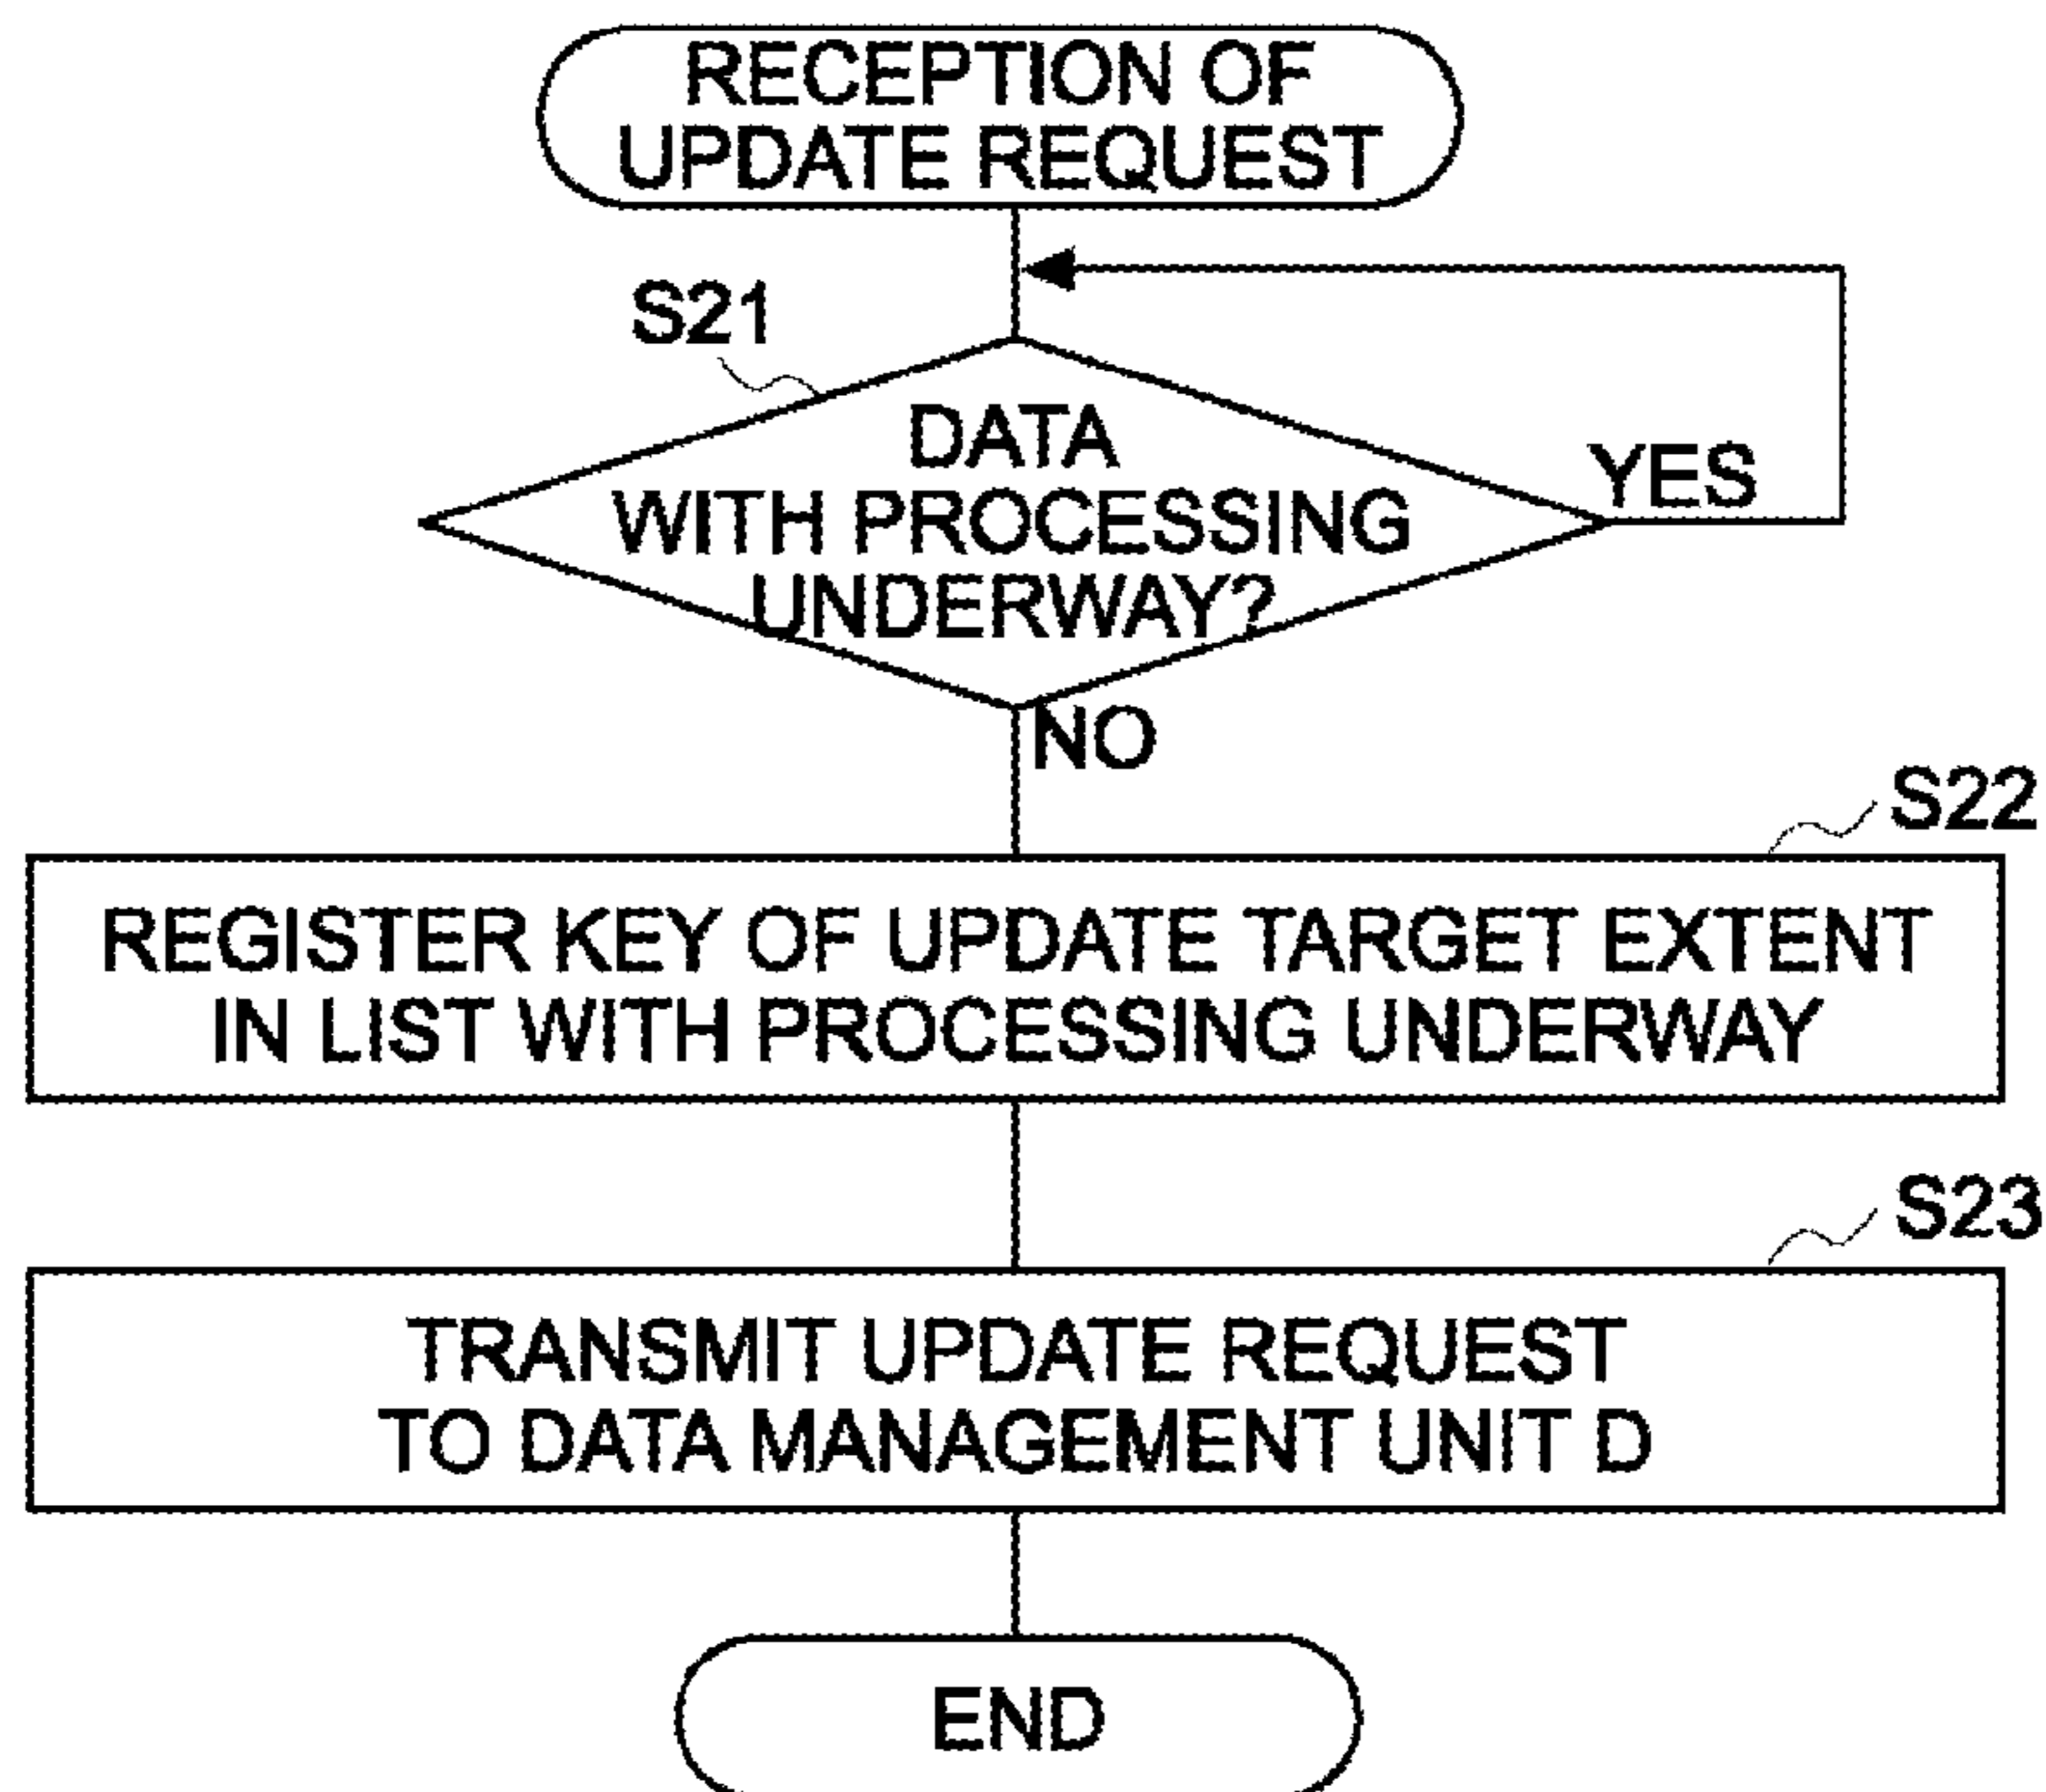 RECEPTION OF
UPDATE REQUEST
S21
DATA
WITH PROCESSING
UNDERWAY?
YES
NO
S22
REGISTER KEY OF UPDATE TARGET EXTENT
IN LIST WITH PROCESSING UNDERWAY
S23
TRANSMIT UPDATE REQUEST
TO DATA MANAGEMENT UNIT D
END